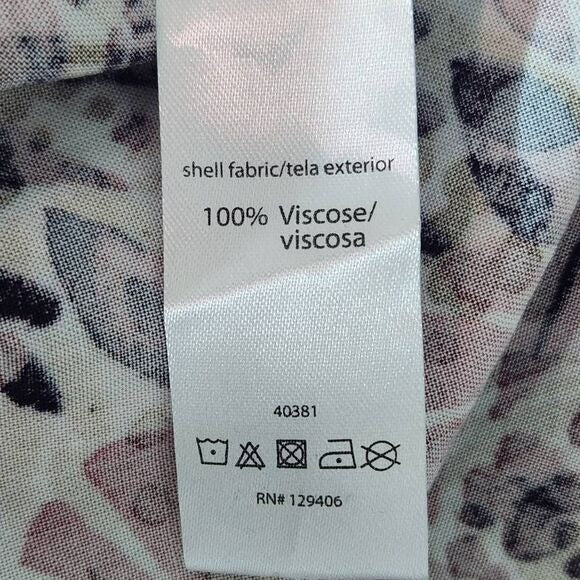 shell fabric/tela exterior
100% Viscose/
viscosa
40381
RN# 129406